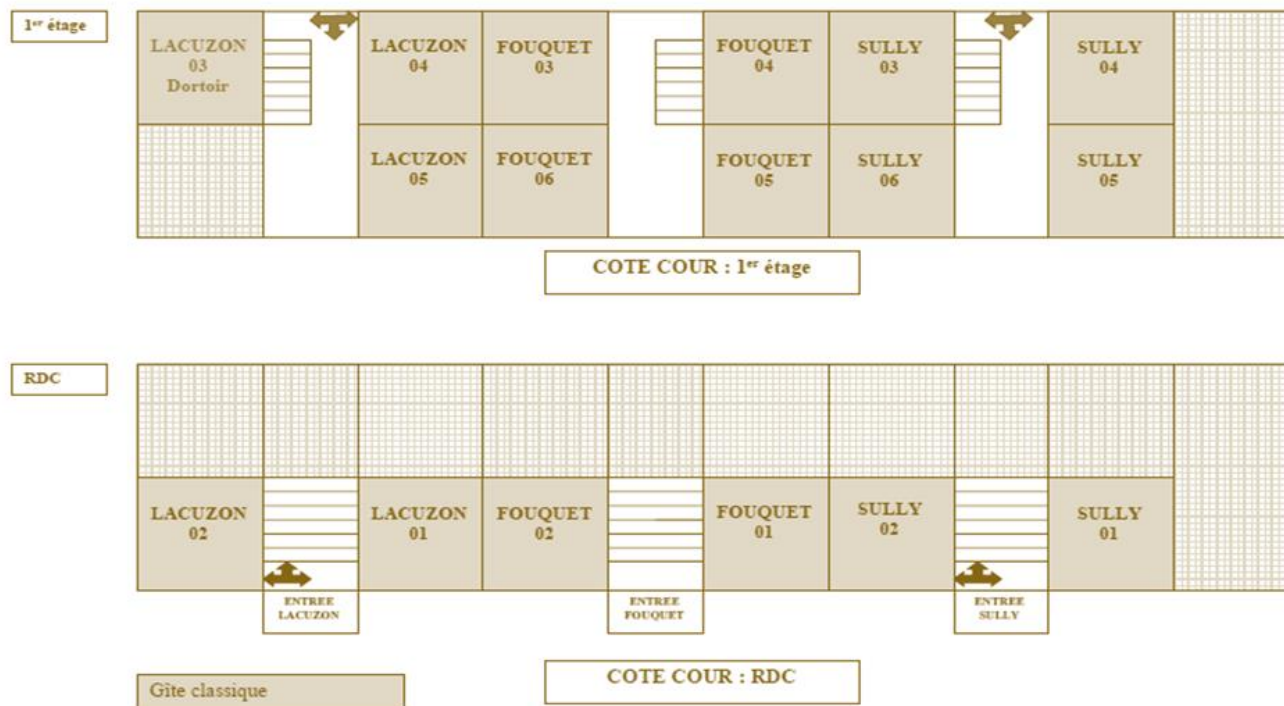 1er étage
LACUZON
03
Dortoir
LACUZON
04
FOUQUET
03
FOUQUET
04
SULLY
03
SULLY
04
LACUZON
05
FOUQUET
06
FOUQUET
05
SULLY
06
SULLY
05
COTE COUR : 1er étage
RDC
LACUZON
02
LACUZON
01
FOUQUET
02
FOUQUET
01
SULLY
02
SULLY
01
ENTREE
LACUZON
ENTREE
FOUQUET
ENTREE
SULLY
COTE COUR : RDC
Gîte classique